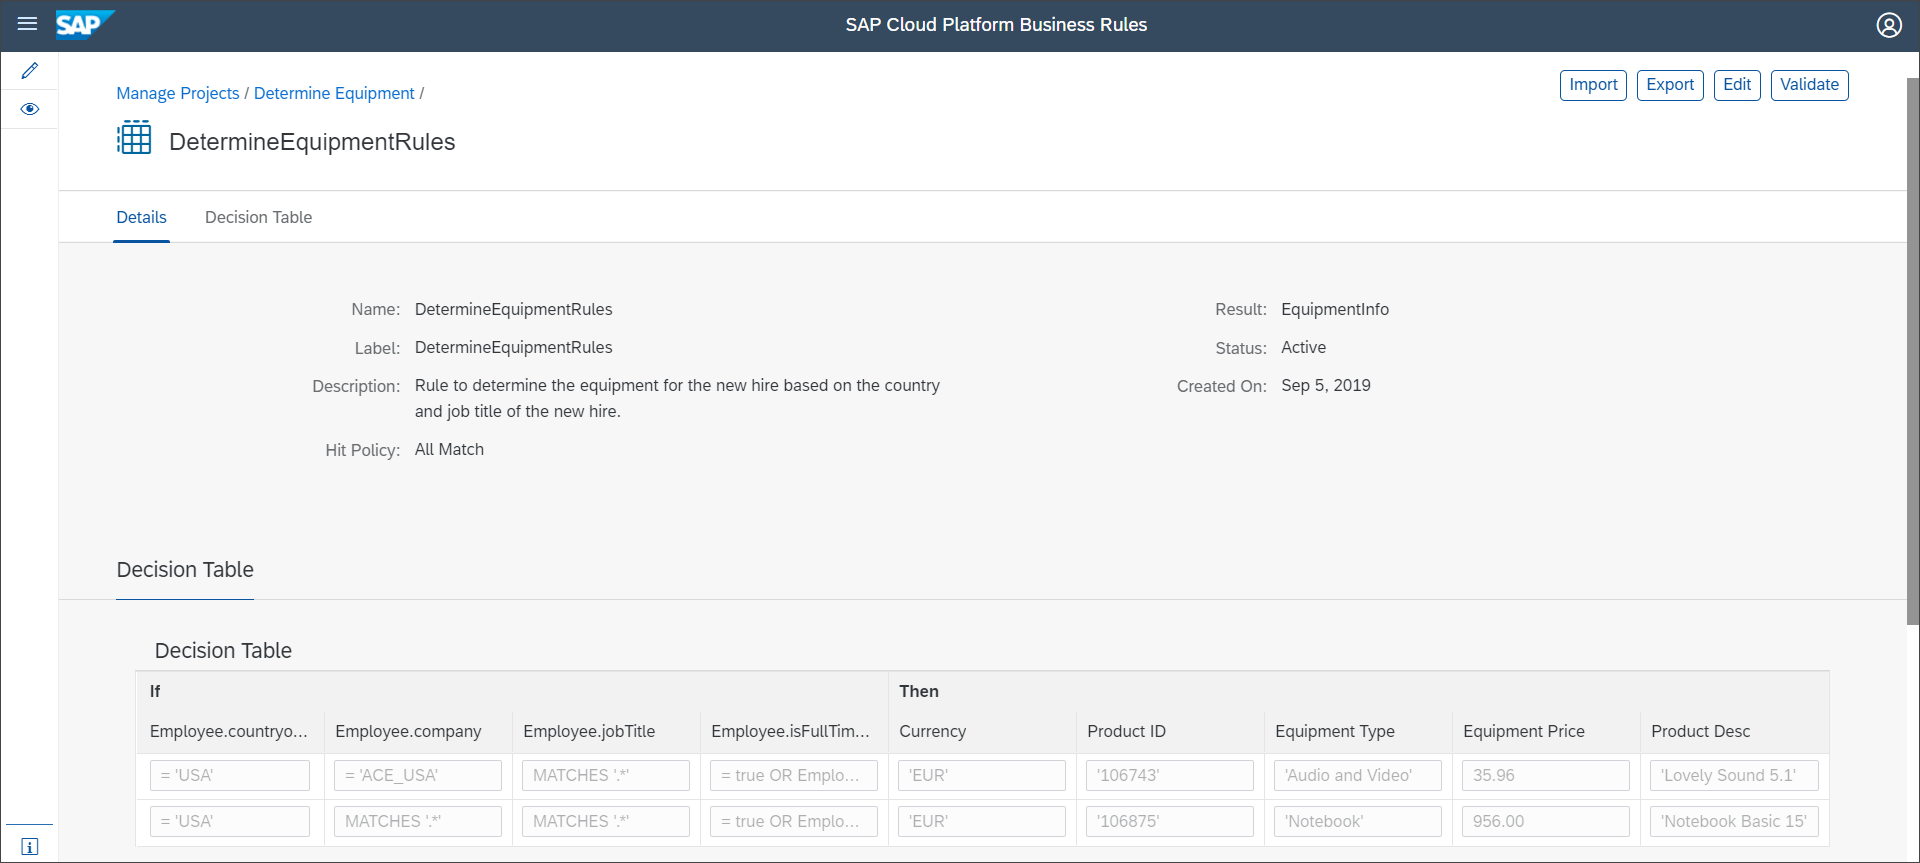 SAP
SAP Cloud Platform Business Rules
Manage Projects / Determine Equipment /
Import
Export
Edit
Validate
DetermineEquipmentRules
Details
Decision Table
Name: DetermineEquipmentRules
Label: DetermineEquipmentRules
Description: Rule to determine the equipment for the new hire based on the country
and job title of the new hire.
Hit Policy: All Match
Result: EquipmentInfo
Status: Active
Created On: Sep 5, 2019
Decision Table
Decision Table
If Then
Employee.countryo... Employee.company Employee.jobTitle Employee.isFullTim... Currency Product ID Equipment Type Equipment Price Product Desc
= 'USA' = 'ACE_USA' MATCHES '.*' = true OR Emplo... 'EUR' '106743' 'Audio and Video' 35.96 'Lovely Sound 5.1'
= 'USA' MATCHES '.*' MATCHES '.*' = true OR Emplo... 'EUR' '106875' 'Notebook' 956.00 'Notebook Basic 15'